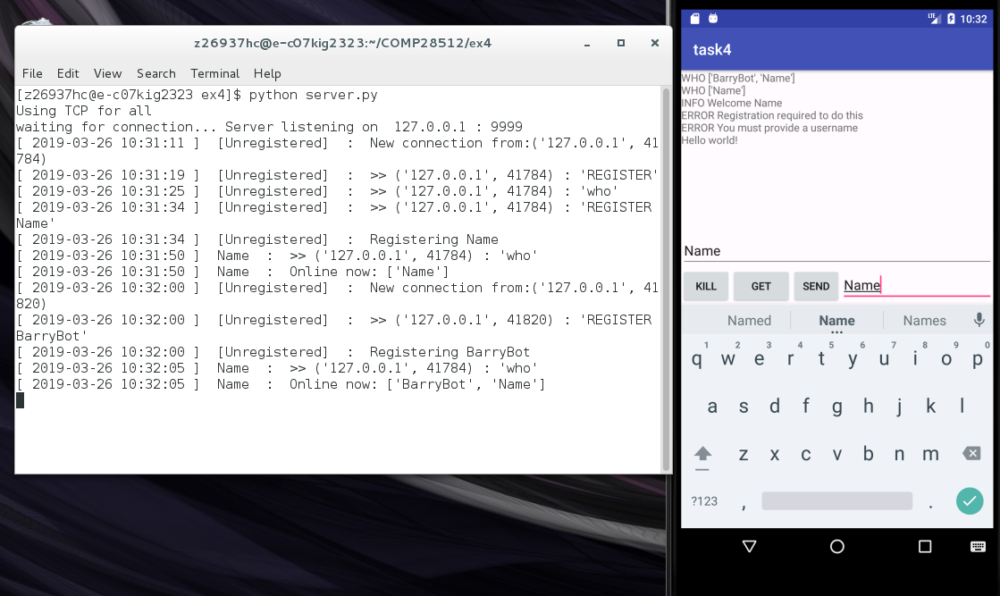 z26937hc@e-c07kig2323:~/COMP28512/ex4
File Edit View Search Terminal Help
[z26937hc@e-c07kig2323 ex4]$ python server.py
Using TCP for all
waiting for connection... Server listening on  127.0.0.1 : 9999
[ 2019-03-26 10:31:11 ]  [Unregistered]  :  New connection from:('127.0.0.1', 41
784)
[ 2019-03-26 10:31:19 ]  [Unregistered]  :  >> ('127.0.0.1', 41784) : 'REGISTER'
[ 2019-03-26 10:31:25 ]  [Unregistered]  :  >> ('127.0.0.1', 41784) : 'who'
[ 2019-03-26 10:31:34 ]  [Unregistered]  :  >> ('127.0.0.1', 41784) : 'REGISTER
Name'
[ 2019-03-26 10:31:34 ]  [Unregistered]  :  Registering Name
[ 2019-03-26 10:31:50 ]  Name  :  >> ('127.0.0.1', 41784) : 'who'
[ 2019-03-26 10:31:50 ]  Name  :  Online now: ['Name']
[ 2019-03-26 10:32:00 ]  [Unregistered]  :  New connection from:('127.0.0.1', 41
820)
[ 2019-03-26 10:32:00 ]  [Unregistered]  :  >> ('127.0.0.1', 41820) : 'REGISTER
BarryBot'
[ 2019-03-26 10:32:00 ]  [Unregistered]  :  Registering BarryBot
[ 2019-03-26 10:32:05 ]  Name  :  >> ('127.0.0.1', 41784) : 'who'
[ 2019-03-26 10:32:05 ]  Name  :  Online now: ['BarryBot', 'Name']
LTE 10:32
task4
WHO ['BarryBot', 'Name']
WHO ['Name']
INFO Welcome Name
ERROR Registration required to do this
ERROR You must provide a username
Hello world!
Name
KILL GET SEND Name
Named Name Names
1 2 3 4 5 6 7 8 9 0
q w e r t y u i o p
a s d f g h j k l
z x c v b n m
?123 , .